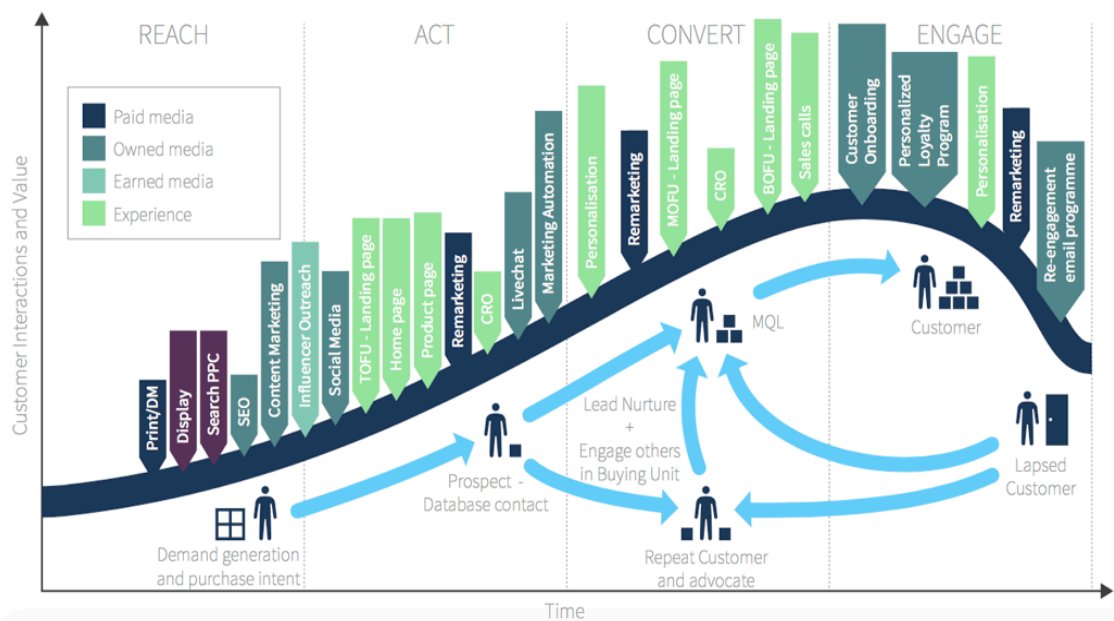 REACH
ACT
CONVERT
ENGAGE
Customer Interactions and Value
Paid media
Owned media
Earned media
Experience
Print/DM
Display
Search PPC
SEO
Content Marketing
Influencer Outreach
Social Media
TOFU - Landing page
Home page
Product page
Remarketing
CRO
Livechat
Marketing Automation
Personalisation
Remarketing
MOFU - Landing page
CRO
BOFU - Landing page
Sales calls
Customer
Onboarding
Personalized
Loyalty
Program
Personalisation
Remarketing
Re-engagement
email programme
Demand generation
and purchase intent
Prospect -
Database contact
Lead Nurture
+
Engage others
in Buying Unit
MQL
Repeat Customer
and advocate
Customer
Lapsed
Customer
Time